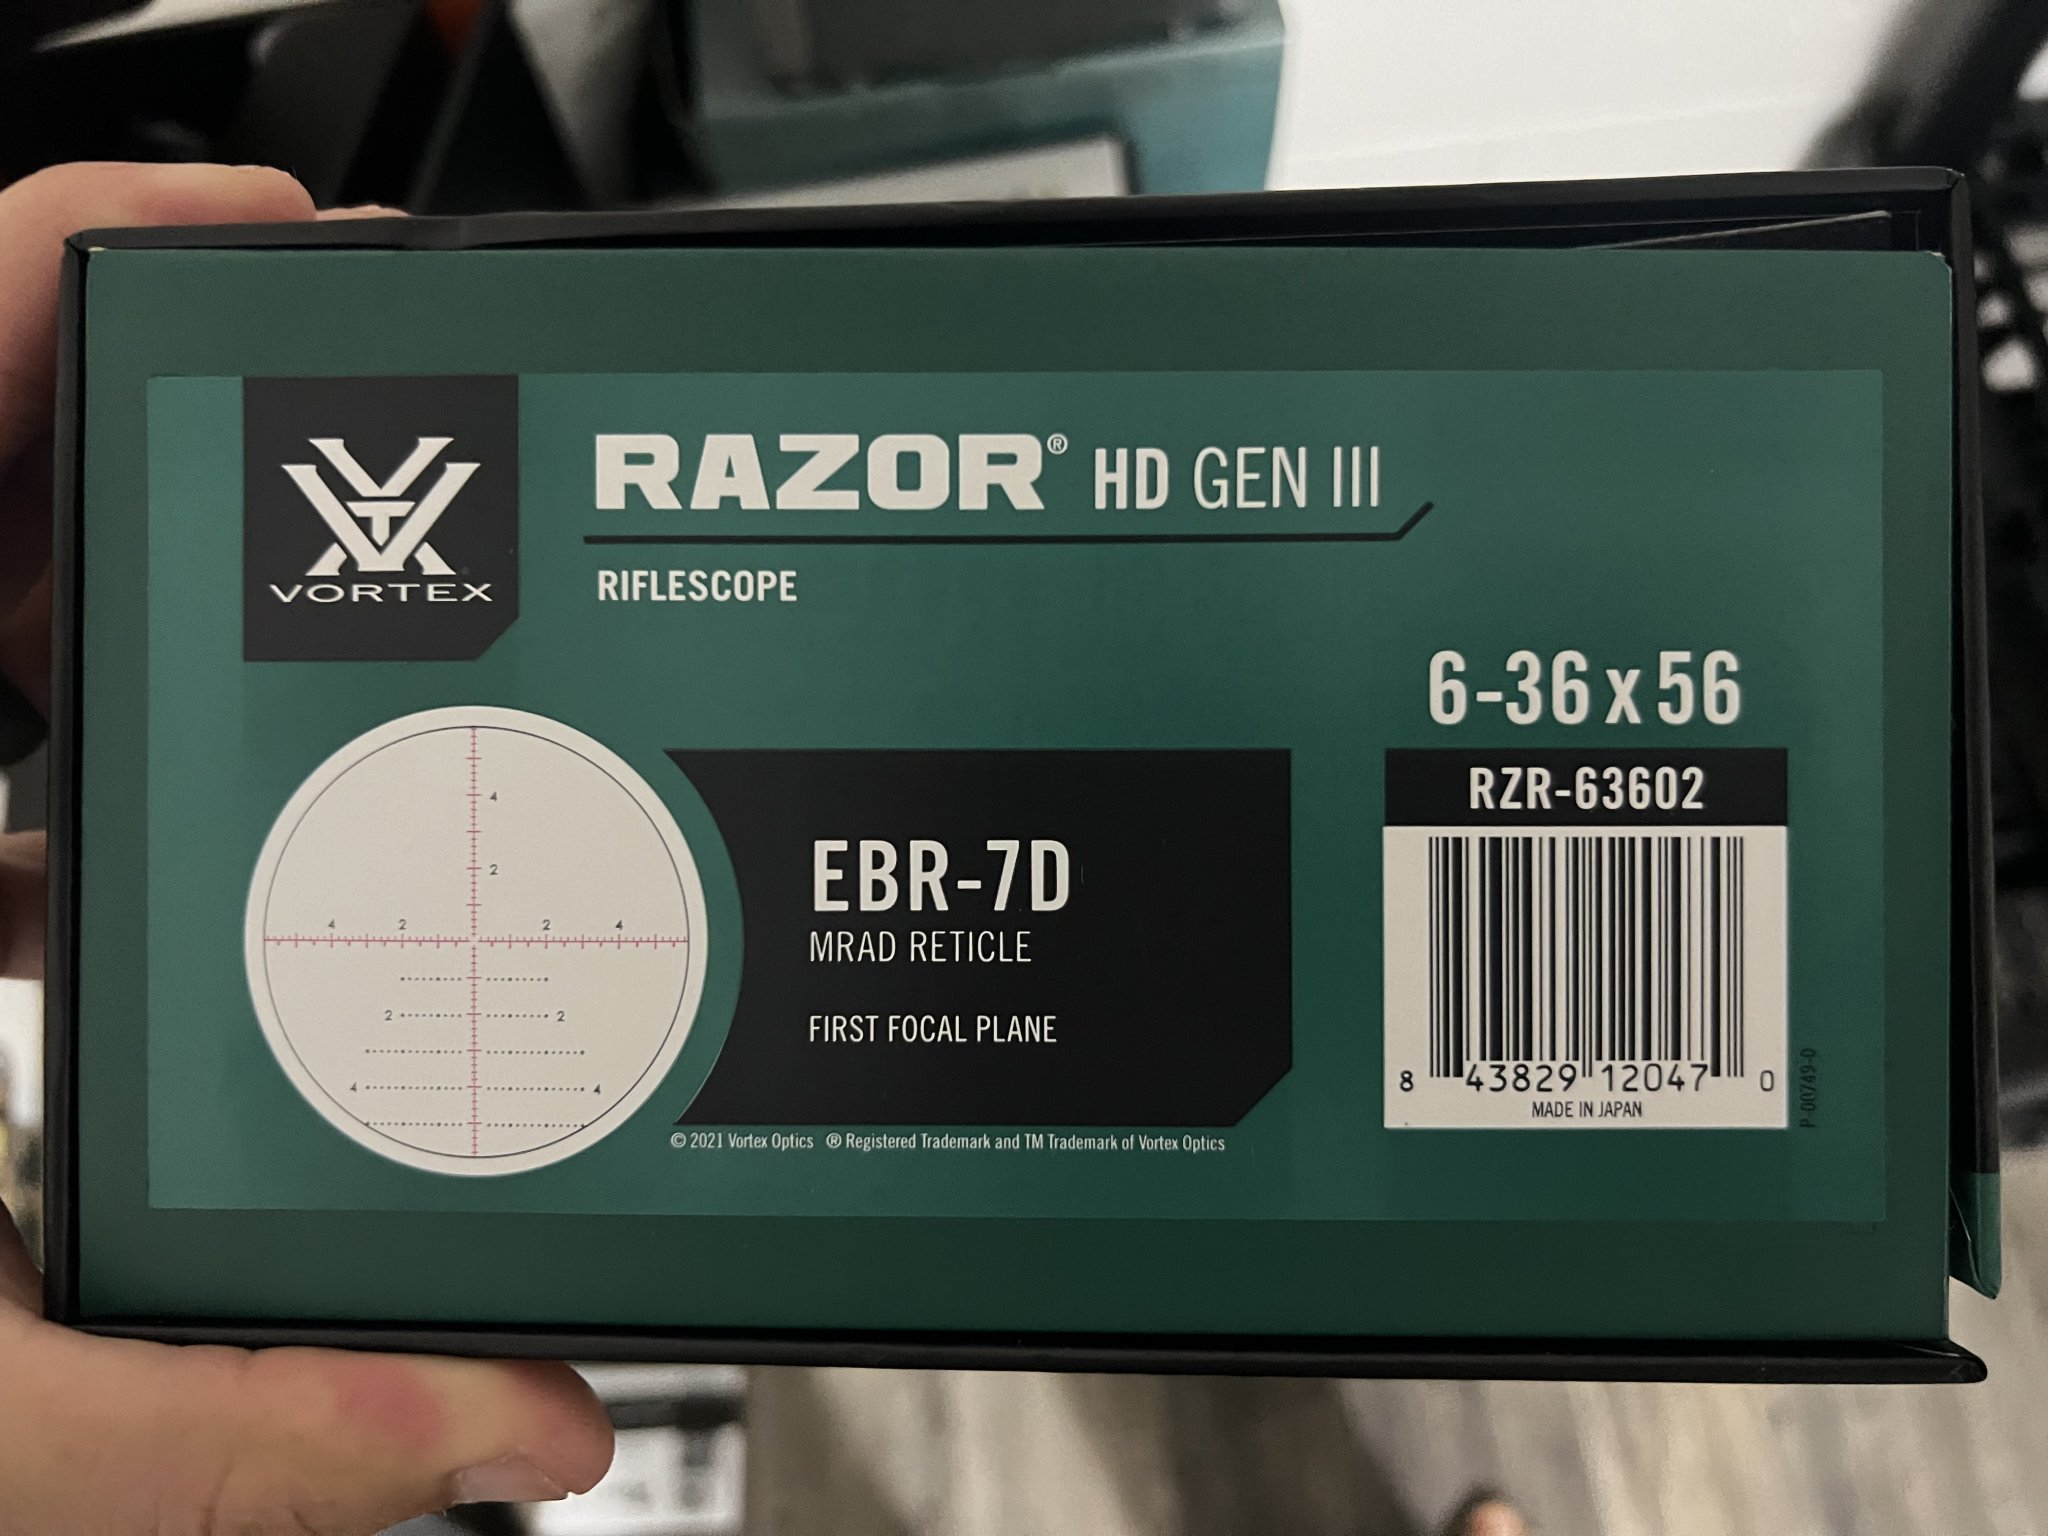 RAZOR® HD GEN III
VORTEX
RIFLESCOPE
6-36 x 56
RZR-63602
4
2
4 2 2 4
2 2
4 4
EBR-7D
MRAD RETICLE
FIRST FOCAL PLANE
8 43829 12047 0
MADE IN JAPAN
P-00749-0
© 2021 Vortex Optics ® Registered Trademark and TM Trademark of Vortex Optics